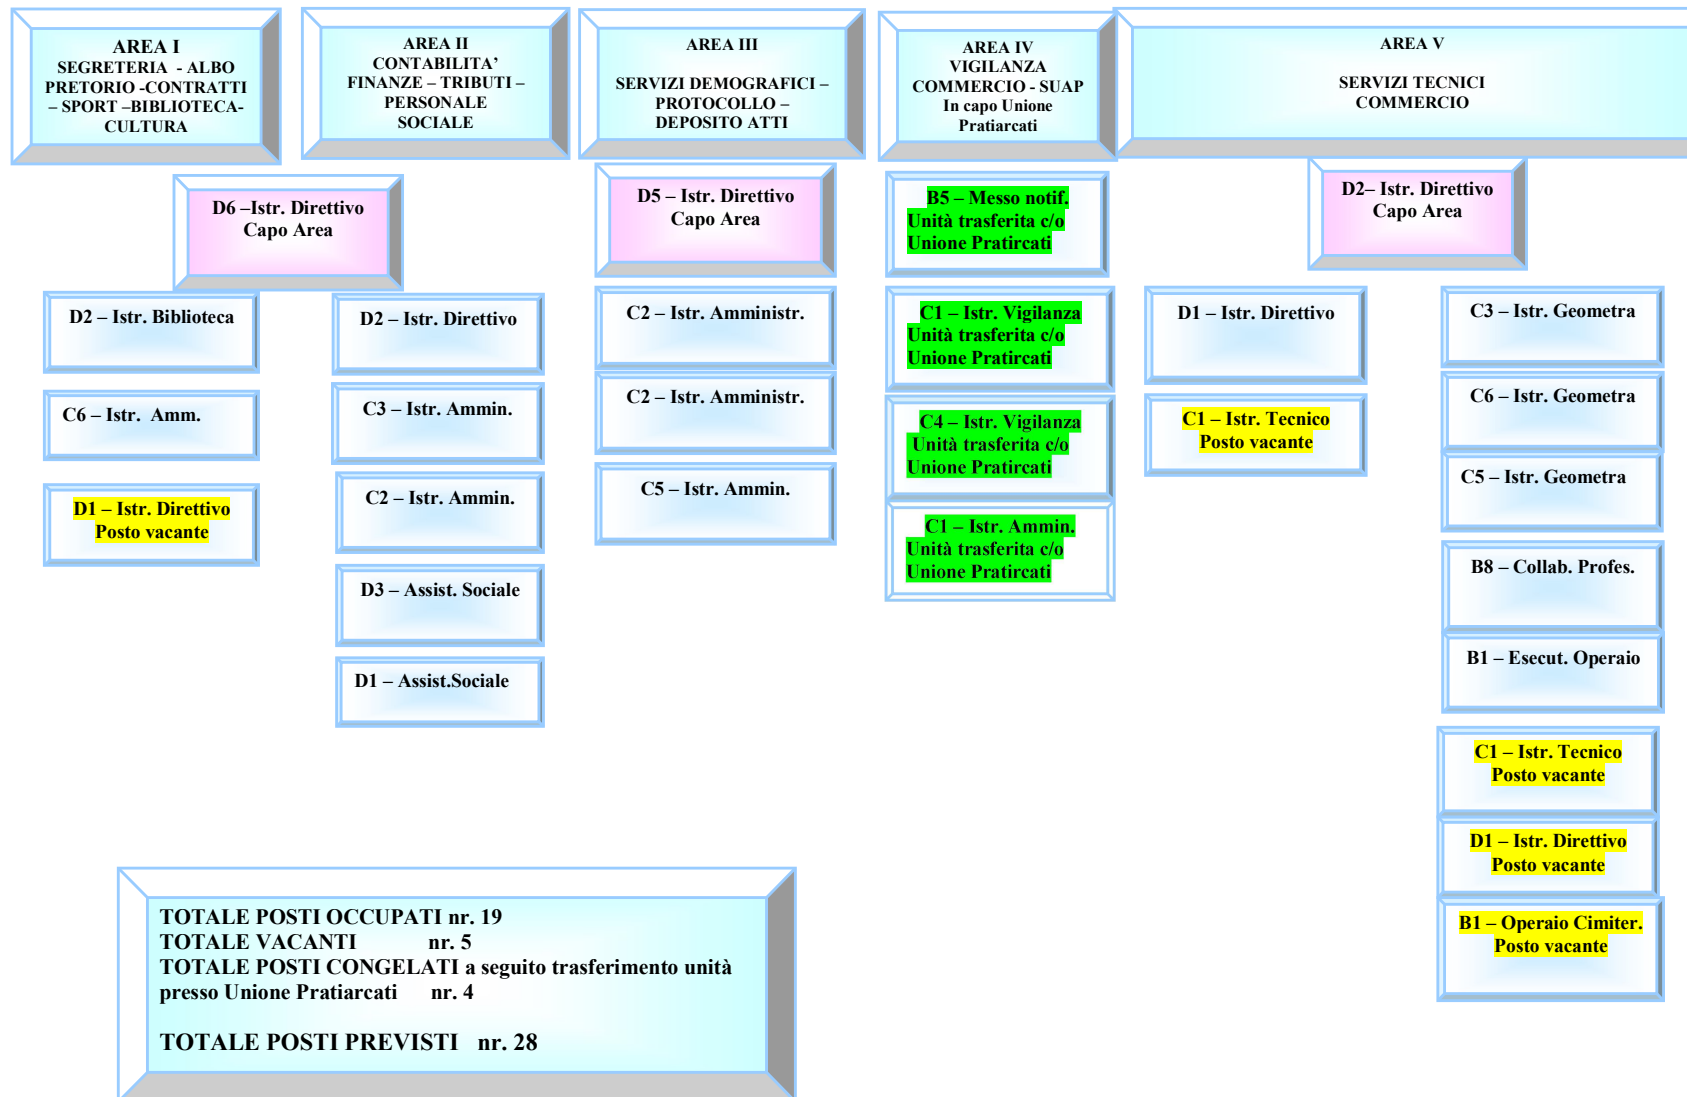 AREA I
SEGRETERIA  - ALBO
PRETORIO -CONTRATTI
– SPORT –BIBLIOTECA-
CULTURA
AREA II
CONTABILITA’
FINANZE – TRIBUTI –
PERSONALE
SOCIALE
AREA III
SERVIZI DEMOGRAFICI –
PROTOCOLLO –
DEPOSITO ATTI
AREA IV
VIGILANZA
COMMERCIO - SUAP
In capo Unione
Pratiarcati
AREA V
SERVIZI TECNICI
COMMERCIO
D6 –Istr. Direttivo
Capo Area
D2 – Istr. Biblioteca
C6 – Istr.  Amm.
D1 – Istr. Direttivo
Posto vacante
D2 – Istr. Direttivo
C3 – Istr. Ammin.
C2 – Istr. Ammin.
D3 – Assist. Sociale
D1 – Assist.Sociale
D5 – Istr. Direttivo
Capo Area
C2 – Istr. Amministr.
C2 – Istr. Amministr.
C5 – Istr. Ammin.
B5 – Messo notif.
Unità trasferita c/o
Unione Pratircati
C1 – Istr. Vigilanza
Unità trasferita c/o
Unione Pratircati
C4 – Istr. Vigilanza
Unità trasferita c/o
Unione Pratircati
C1 – Istr. Ammin.
Unità trasferita c/o
Unione Pratircati
D2– Istr. Direttivo
Capo Area
D1 – Istr. Direttivo
C1 – Istr. Tecnico
Posto vacante
C3 – Istr. Geometra
C6 – Istr. Geometra
C5 – Istr. Geometra
B8 – Collab. Profes.
B1 – Esecut. Operaio
C1 – Istr. Tecnico
Posto vacante
D1 – Istr. Direttivo
Posto vacante
B1 – Operaio Cimiter.
Posto vacante
TOTALE POSTI OCCUPATI nr. 19
TOTALE VACANTI nr. 5
TOTALE POSTI CONGELATI a seguito trasferimento unità
presso Unione Pratiarcati nr. 4
TOTALE POSTI PREVISTI nr. 28